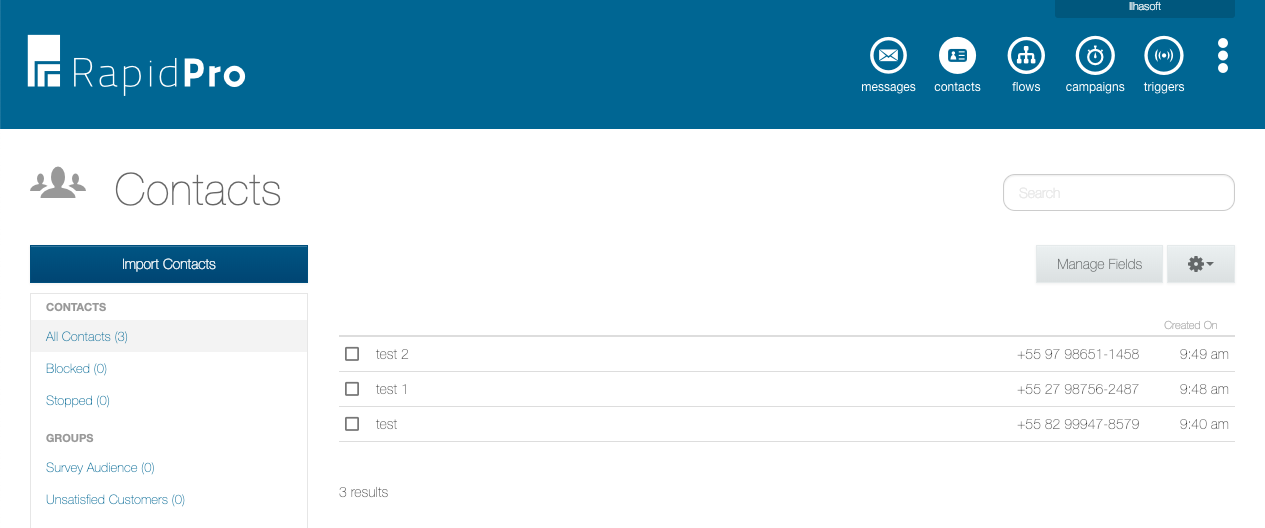 Ilhasoft
RapidPro
messages contacts flows campaigns triggers
Contacts
Search
Import Contacts
Manage Fields
CONTACTS
All Contacts (3)
Blocked (0)
Stopped (0)
GROUPS
Survey Audience (0)
Unsatisfied Customers (0)
Created On
test 2 +55 97 98651-1458 9:49 am
test 1 +55 27 98756-2487 9:48 am
test +55 82 99947-8579 9:40 am
3 results